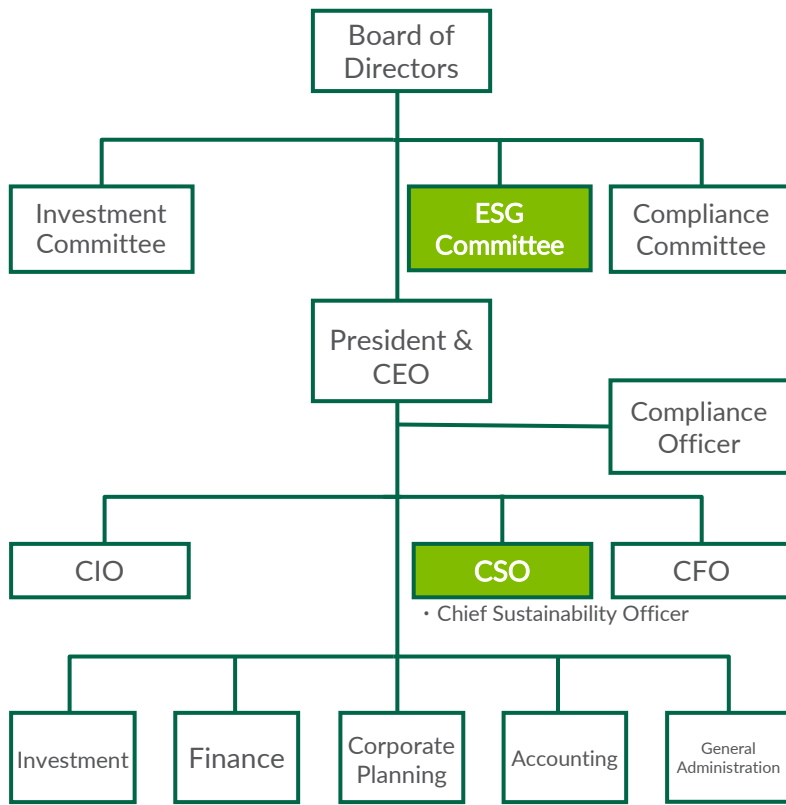 Board of
Directors
Investment
Committee
ESG
Committee
Compliance
Committee
President &
CEO
Compliance
Officer
CIO
CSO
CFO
・Chief Sustainability Officer
Investment
Finance
Corporate
Planning
Accounting
General
Administration